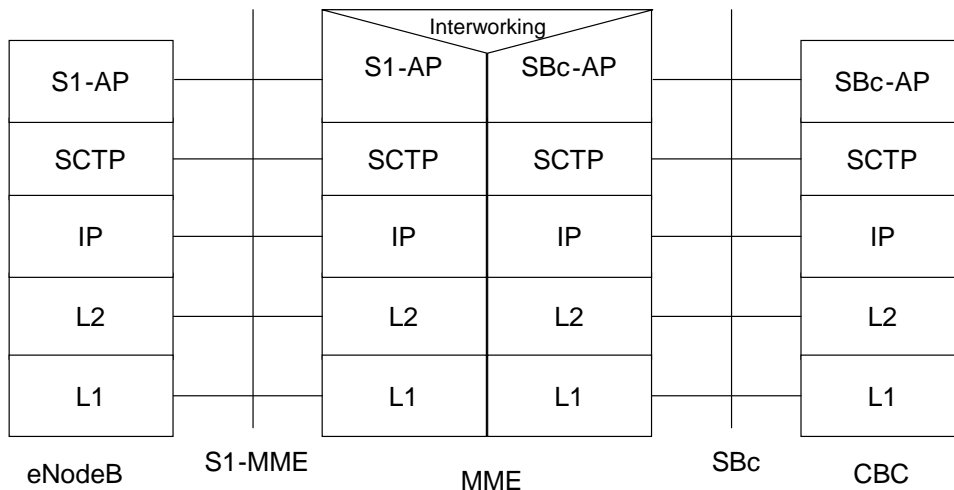 Interworking
S1-AP S1-AP SBc-AP SBc-AP
SCTP SCTP SCTP SCTP
IP IP IP IP
L2 L2 L2 L2
L1 L1 L1 L1
eNodeB S1-MME MME SBc CBC